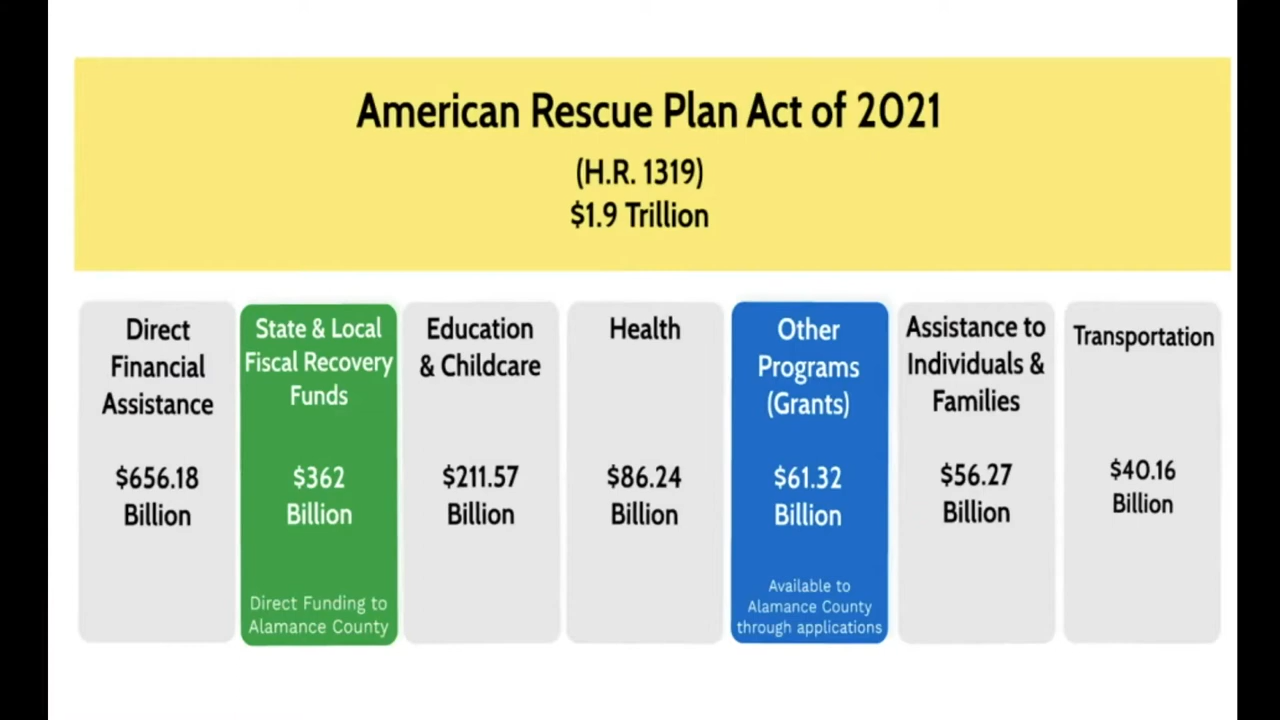 American Rescue Plan Act of 2021
(H.R. 1319)
$1.9 Trillion
Direct
Financial
Assistance
$656.18
Billion
State & Local
Fiscal Recovery
Funds
$362
Billion
Direct Funding to
Alamance County
Education
& Childcare
$211.57
Billion
Health
$86.24
Billion
Other
Programs
(Grants)
$61.32
Billion
Available to
Alamance County
through applications
Assistance to
Individuals &
Families
$56.27
Billion
Transportation
$40.16
Billion